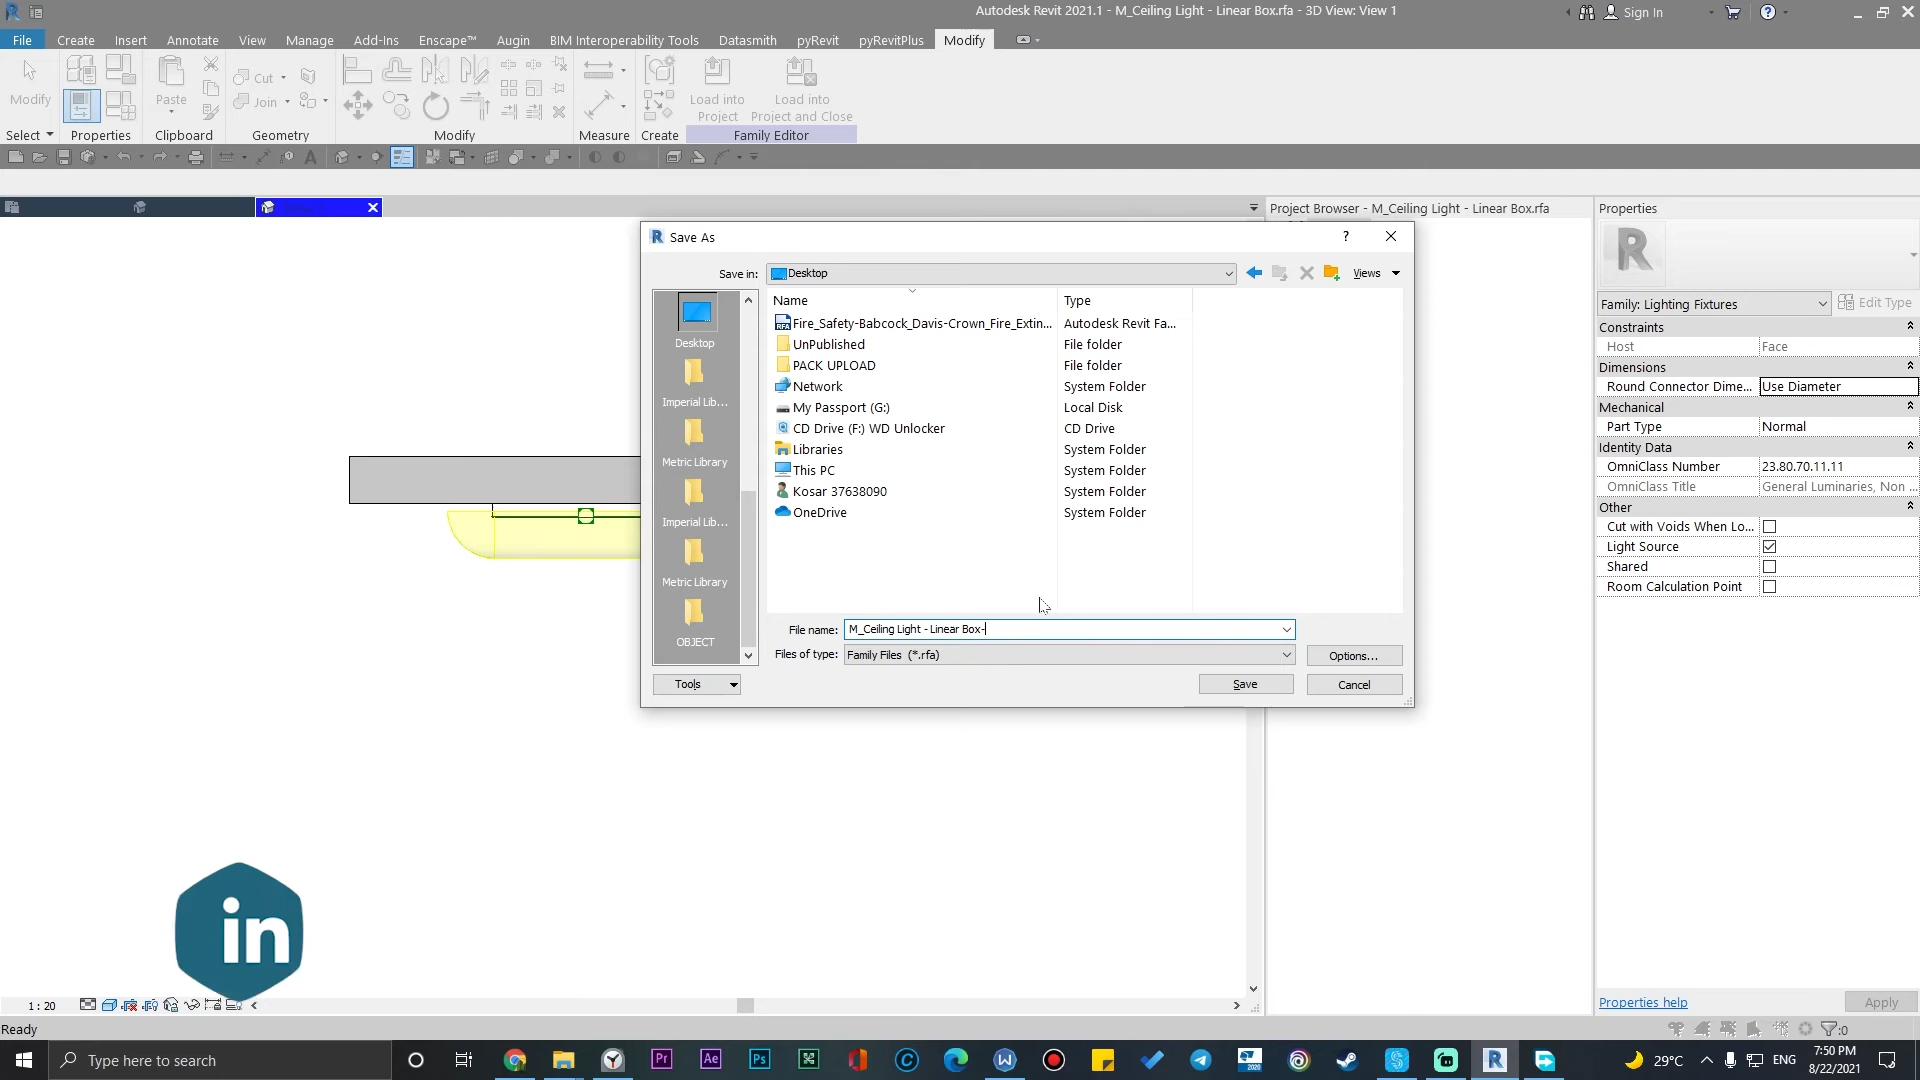 Autodesk Revit 2021.1 - M_Ceiling Light - Linear Box.rfa - 3D View: View 1
Sign In
File Create Insert Annotate View Manage Add-Ins Enscape™ Augin BIM Interoperability Tools Datasmith pyRevit pyRevitPlus Modify
Modify
Paste
Cut
Join
Load into Project
Load into Project and Close
Select Properties Clipboard Geometry Modify Measure Create Family Editor
Project Browser - M_Ceiling Light - Linear Box.rfa
Properties
Save As
Save in: Desktop Views
Name Type
Fire_Safety-Babcock_Davis-Crown_Fire_Extin... Autodesk Revit Fa...
UnPublished File folder
PACK UPLOAD File folder
Network System Folder
My Passport (G:) Local Disk
CD Drive (F:) WD Unlocker CD Drive
Libraries System Folder
This PC System Folder
Kosar 37638090 System Folder
OneDrive System Folder
Desktop
Imperial Lib...
Metric Library
Imperial Lib...
Metric Library
OBJECT
File name: M_Ceiling Light - Linear Box-
Files of type: Family Files (*.rfa) Options...
Tools Save Cancel
R
Family: Lighting Fixtures Edit Type
Constraints
Host Face
Dimensions
Round Connector Dime... Use Diameter
Mechanical
Part Type Normal
Identity Data
OmniClass Number 23.80.70.11.11
OmniClass Title General Luminaries, Non ...
Other
Cut with Voids When Lo...
Light Source
Shared
Room Calculation Point
Properties help Apply
in
1 : 20
Ready
:0
Type here to search
Pr Ae Ps
29°C ENG 7:50 PM
8/22/2021